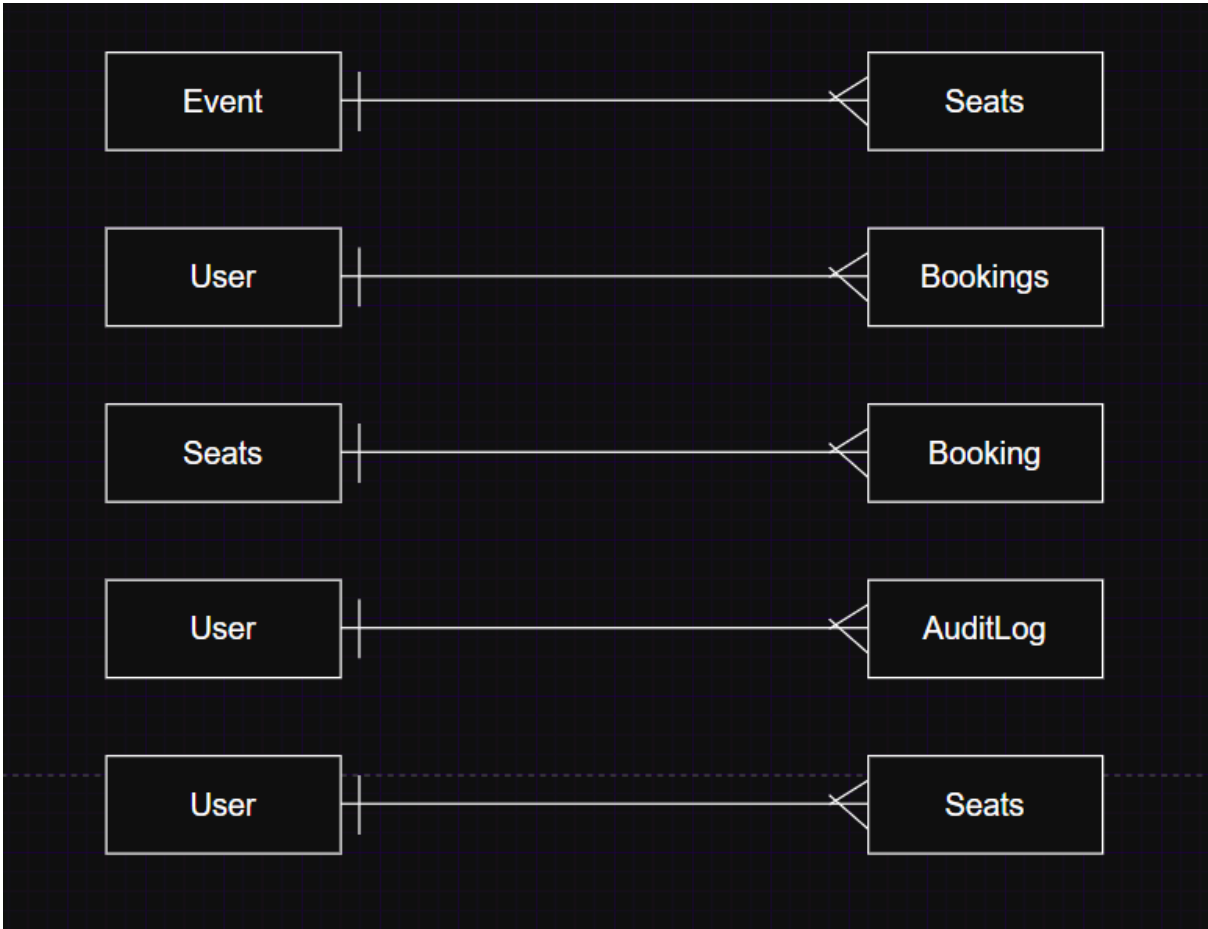 Event
Seats
User
Bookings
Seats
Booking
User
AuditLog
User
Seats